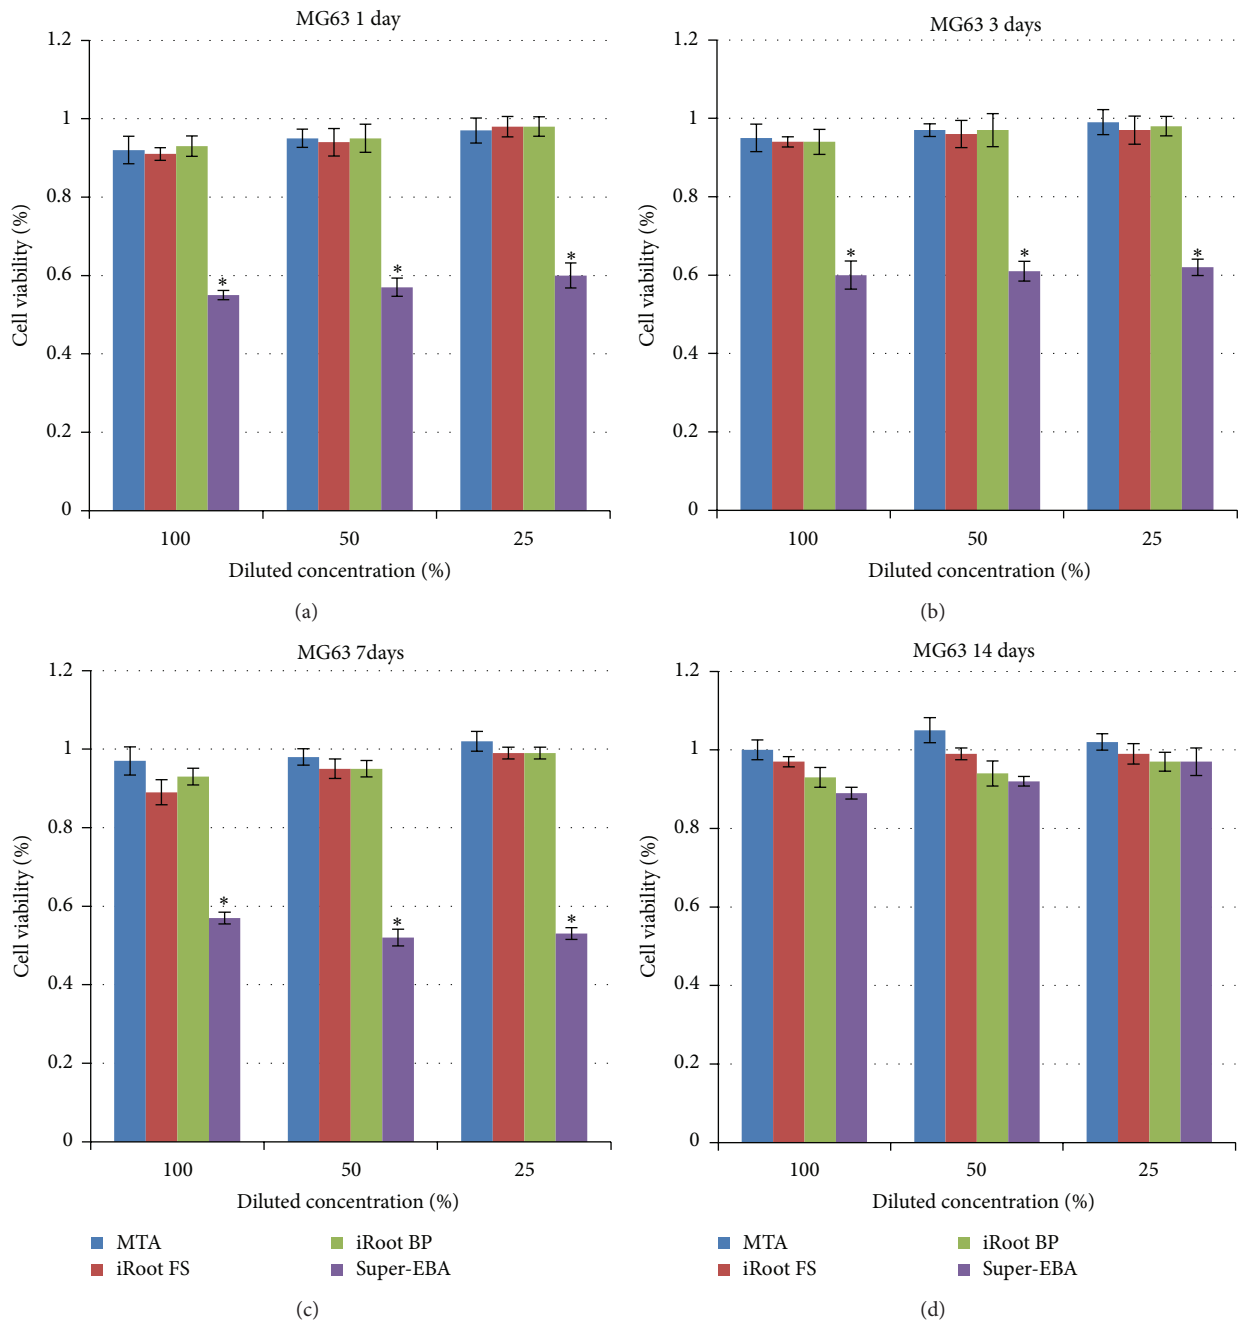 MG63 1 day
1.2
1
0.8
0.6
0.4
0.2
0
Cell viability (%)
* * *
100 50 25
Diluted concentration (%)
(a)
MG63 3 days
1.2
1
0.8
0.6
0.4
0.2
0
Cell viability (%)
* * *
100 50 25
Diluted concentration (%)
(b)
MG63 7days
1.2
1
0.8
0.6
0.4
0.2
0
Cell viability (%)
* * *
100 50 25
Diluted concentration (%)
MTA iRoot BP
iRoot FS Super-EBA
(c)
MG63 14 days
1.2
1
0.8
0.6
0.4
0.2
0
Cell viability (%)
100 50 25
Diluted concentration (%)
MTA iRoot BP
iRoot FS Super-EBA
(d)